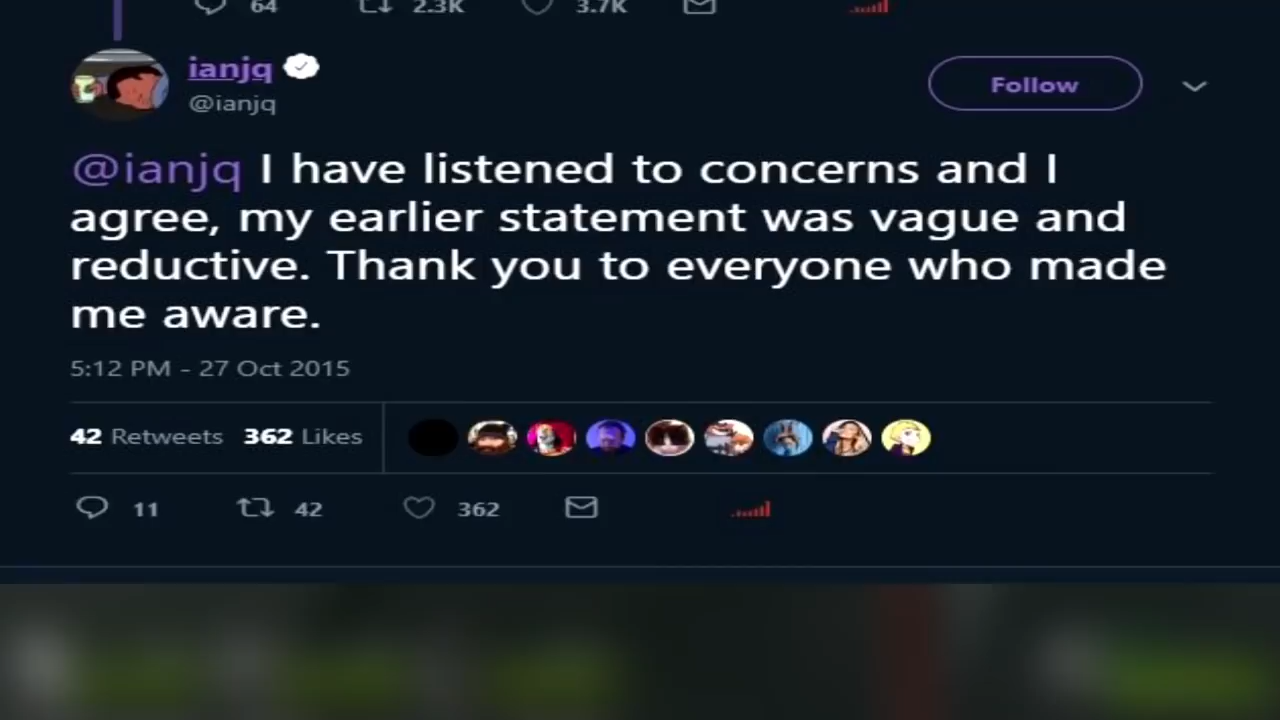 64 2.3K 3.7K
ianjq
@ianjq
Follow
@ianjq I have listened to concerns and I
agree, my earlier statement was vague and
reductive. Thank you to everyone who made
me aware.
5:12 PM - 27 Oct 2015
42 Retweets 362 Likes
11 42 362